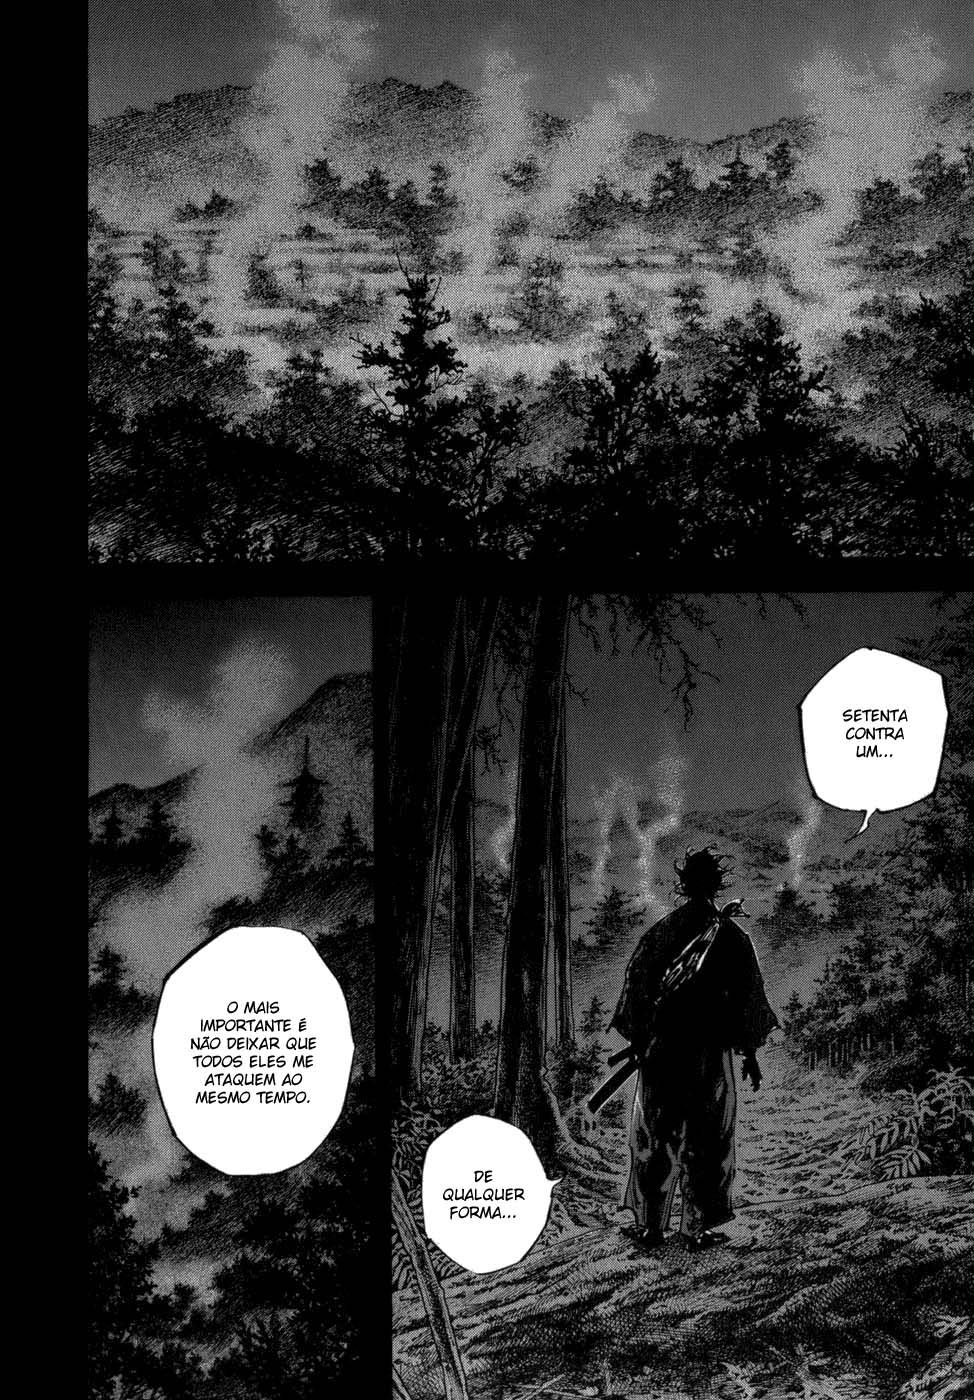 SETENTA
CONTRA
UM...
DE
QUALQUER
FORMA...
O MAIS
IMPORTANTE É
NÃO DEIXAR QUE
TODOS ELES ME
ATAQUEM AO
MESMO TEMPO.